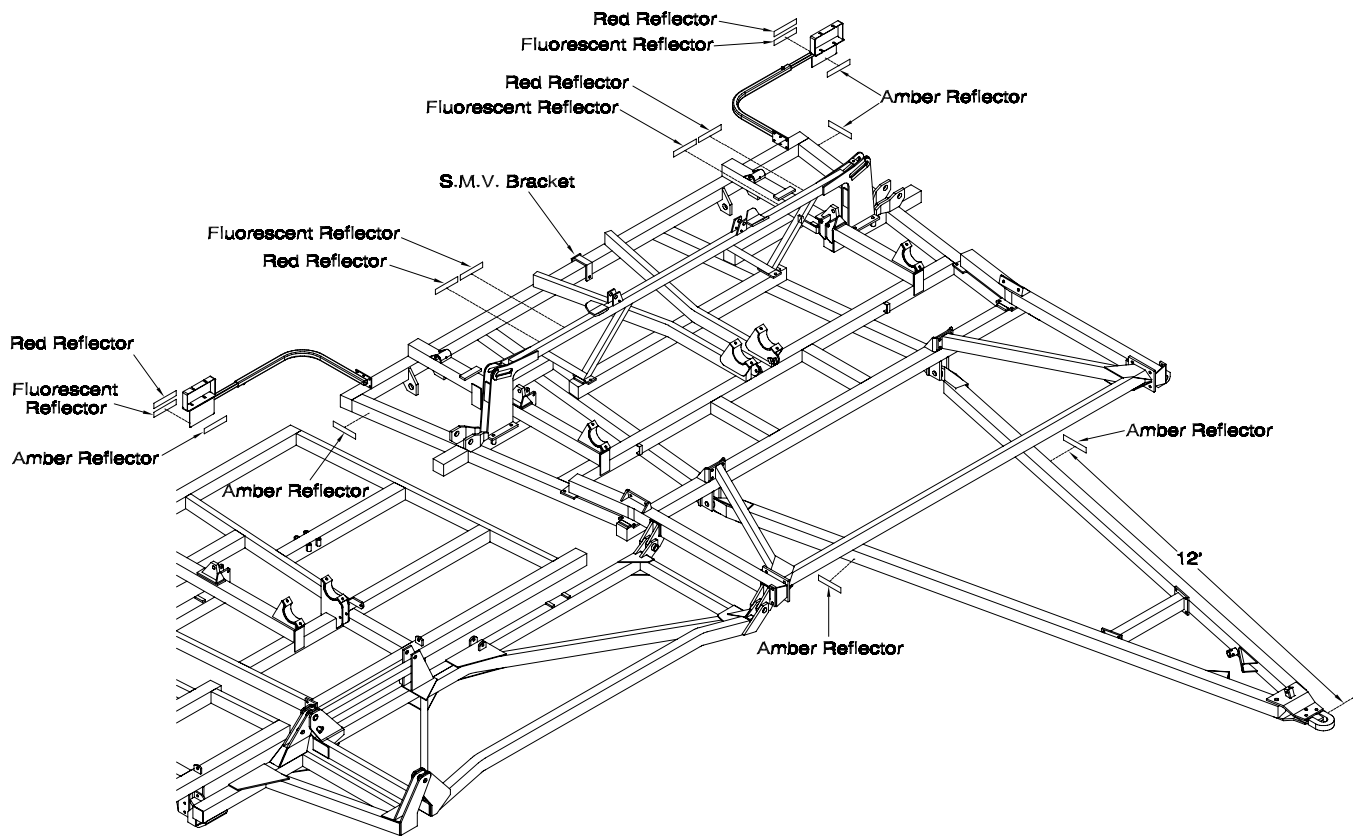 Red Reflector
Fluorescent Reflector
Red Reflector
Fluorescent Reflector
Amber Reflector
S.M.V. Bracket
Fluorescent Reflector
Red Reflector
Red Reflector
Fluorescent
Reflector
Amber Reflector
Amber Reflector
Amber Reflector
12'
Amber Reflector